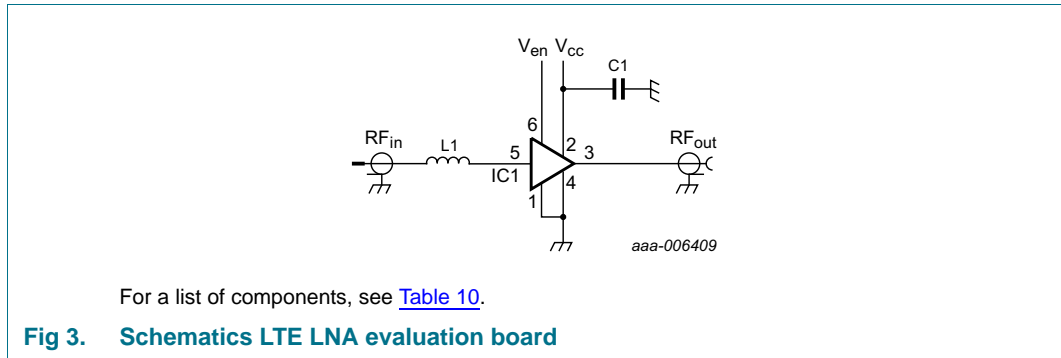 Ven Vcc
C1
6
RFin
L1
5
2
3
RFout
IC1
4
1
aaa-006409
For a list of components, see Table 10.
Fig 3. Schematics LTE LNA evaluation board